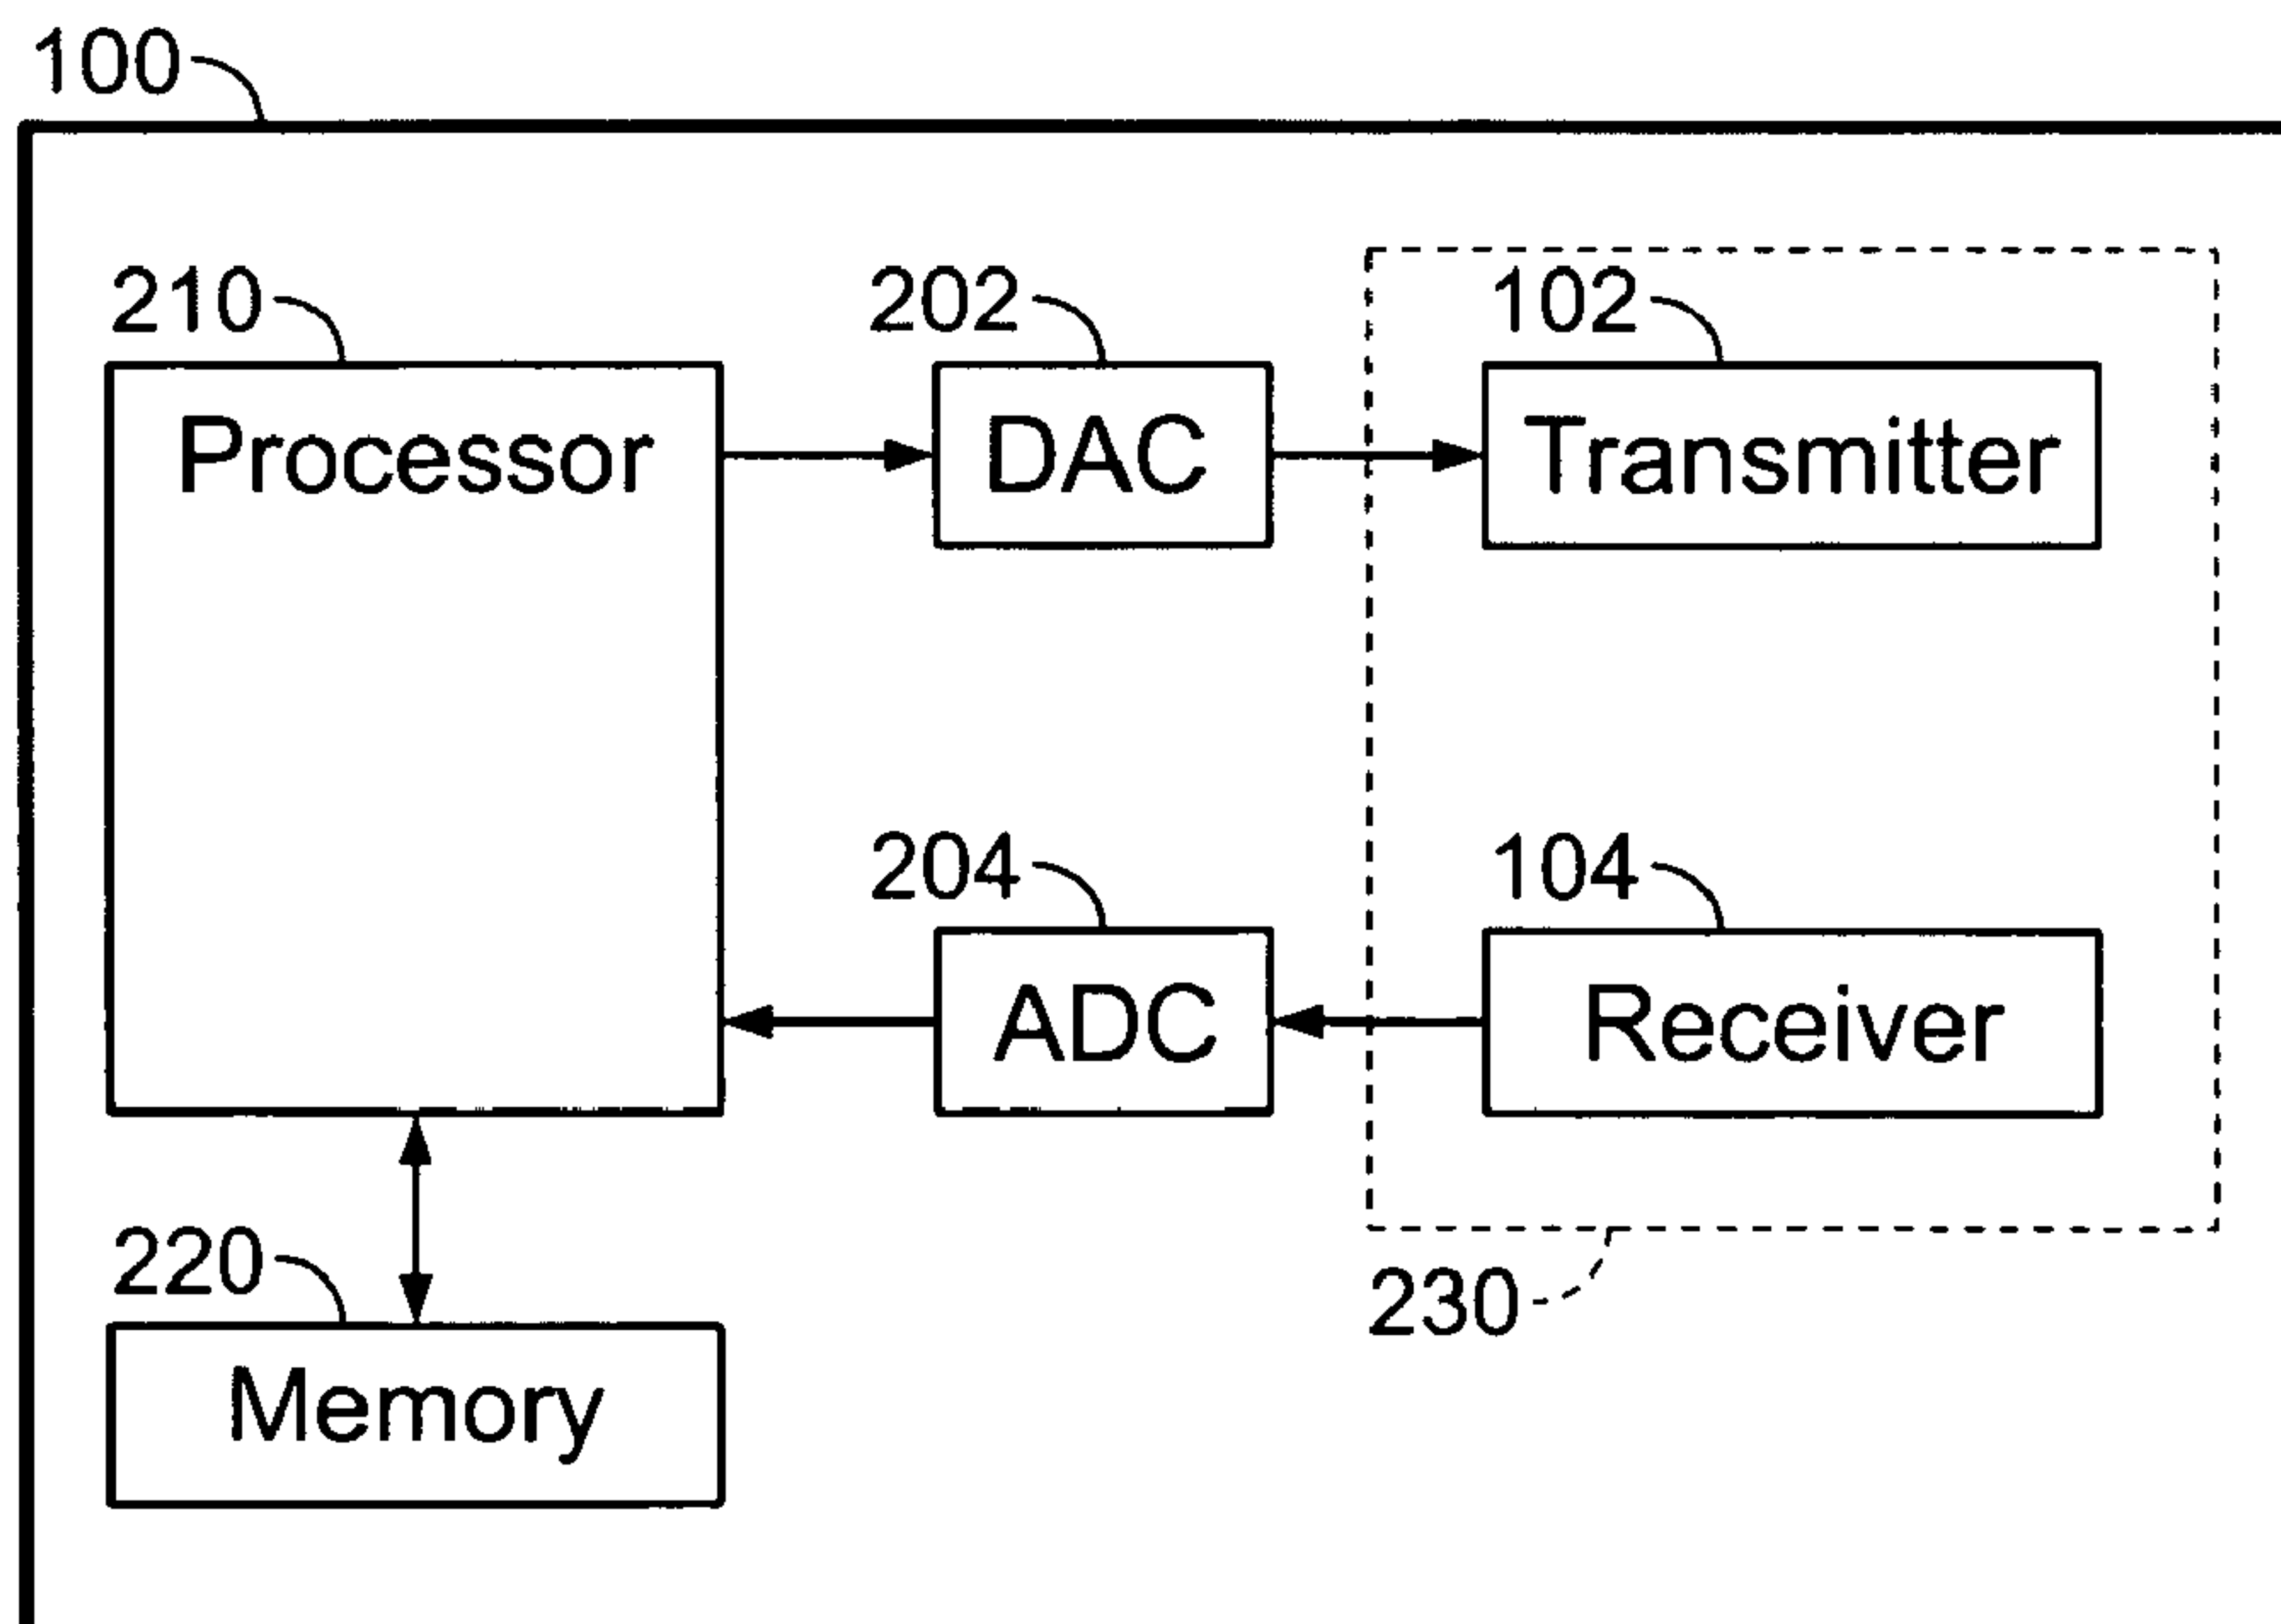 100
210
202
102
Processor
DAC
Transmitter
204
104
ADC
Receiver
220
230
Memory